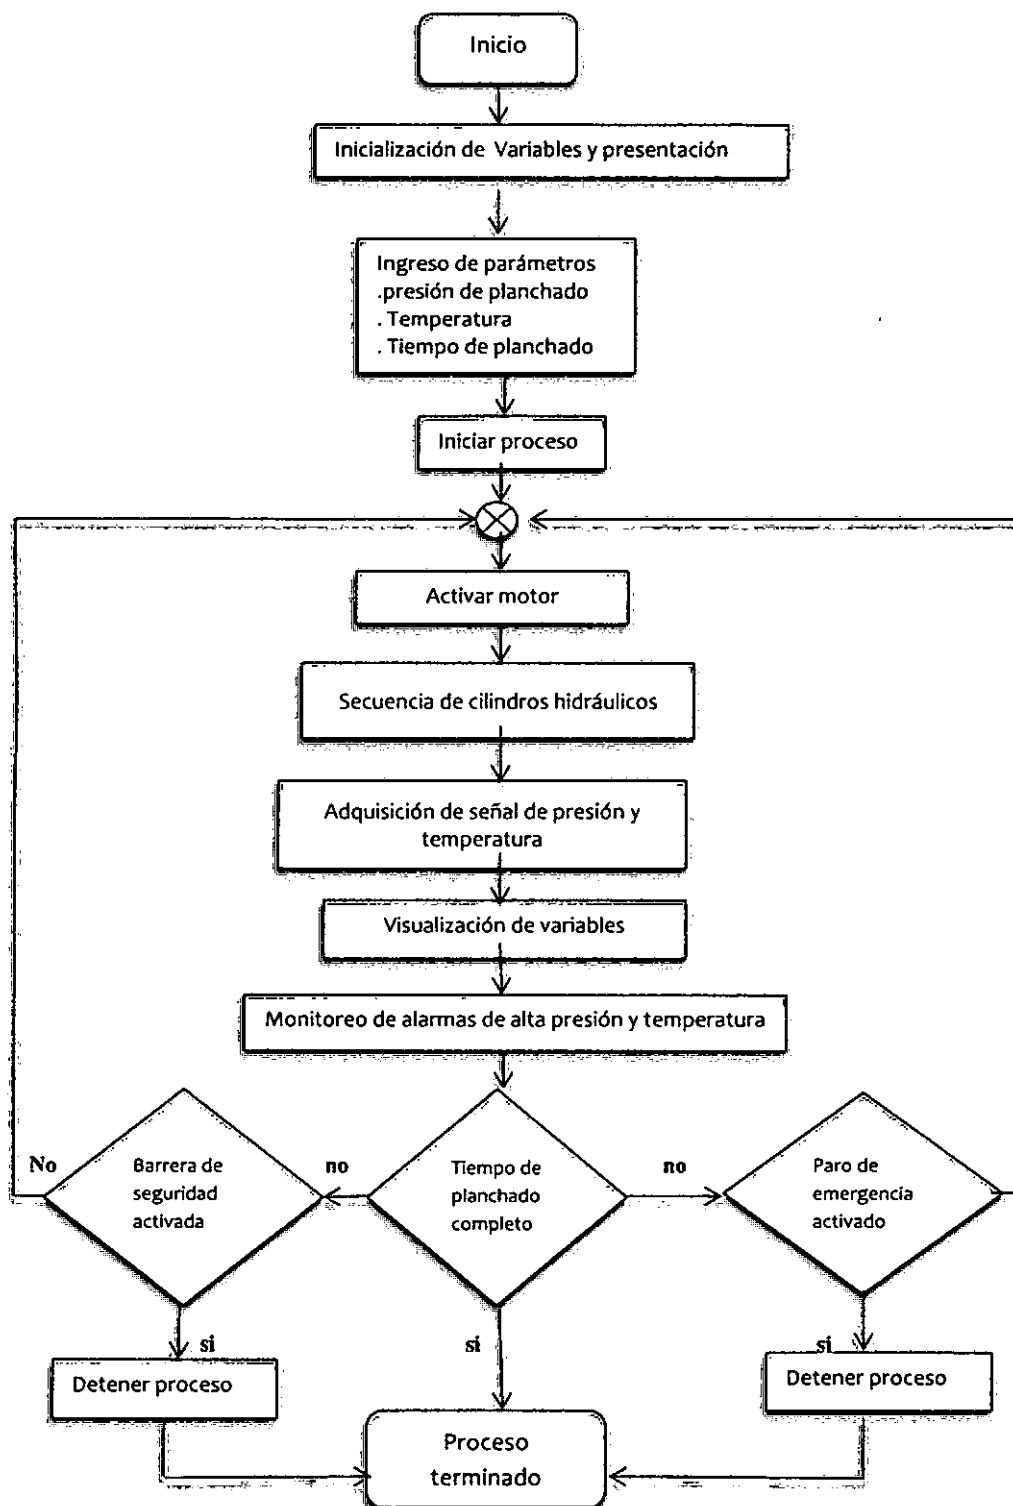 Inicio
Inicialización de Variables y presentación
Ingreso de parámetros
.presión de planchado
. Temperatura
. Tiempo de planchado
Iniciar proceso
Activar motor
Secuencia de cilindros hidráulicos
Adquisición de señal de presión y
temperatura
Visualización de variables
Monitoreo de alarmas de alta presión y temperatura
No
Barrera de
seguridad
activada
no
Tiempo de
planchado
completo
no
Paro de
emergencia
activado
si
si
si
Detener proceso
Detener proceso
Proceso
terminado